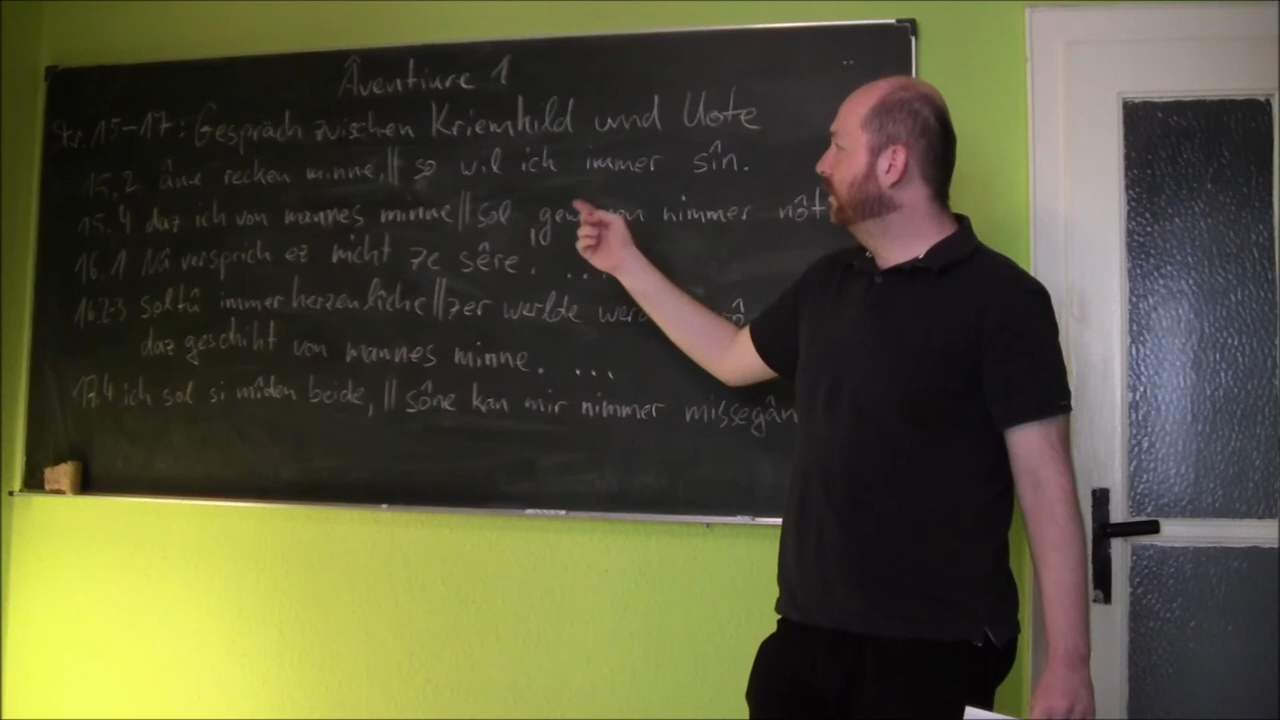 Âventiure 1
Str. 15-17: Gespräch zwischen Kriemhild und Uote
15.2 âne recken minne, || so wil ich immer sîn.
15.4 daz ich von mannes minne || sol nimmer nôt
16.1 Nû versprich ez nicht ze sêre. ...
16.2-3 soltû immer herzenlîche || zer werlde
daz geschiht von mannes minne. ...
17.4 ich sol si mîden beide, || sône kan mir nimmer missegân